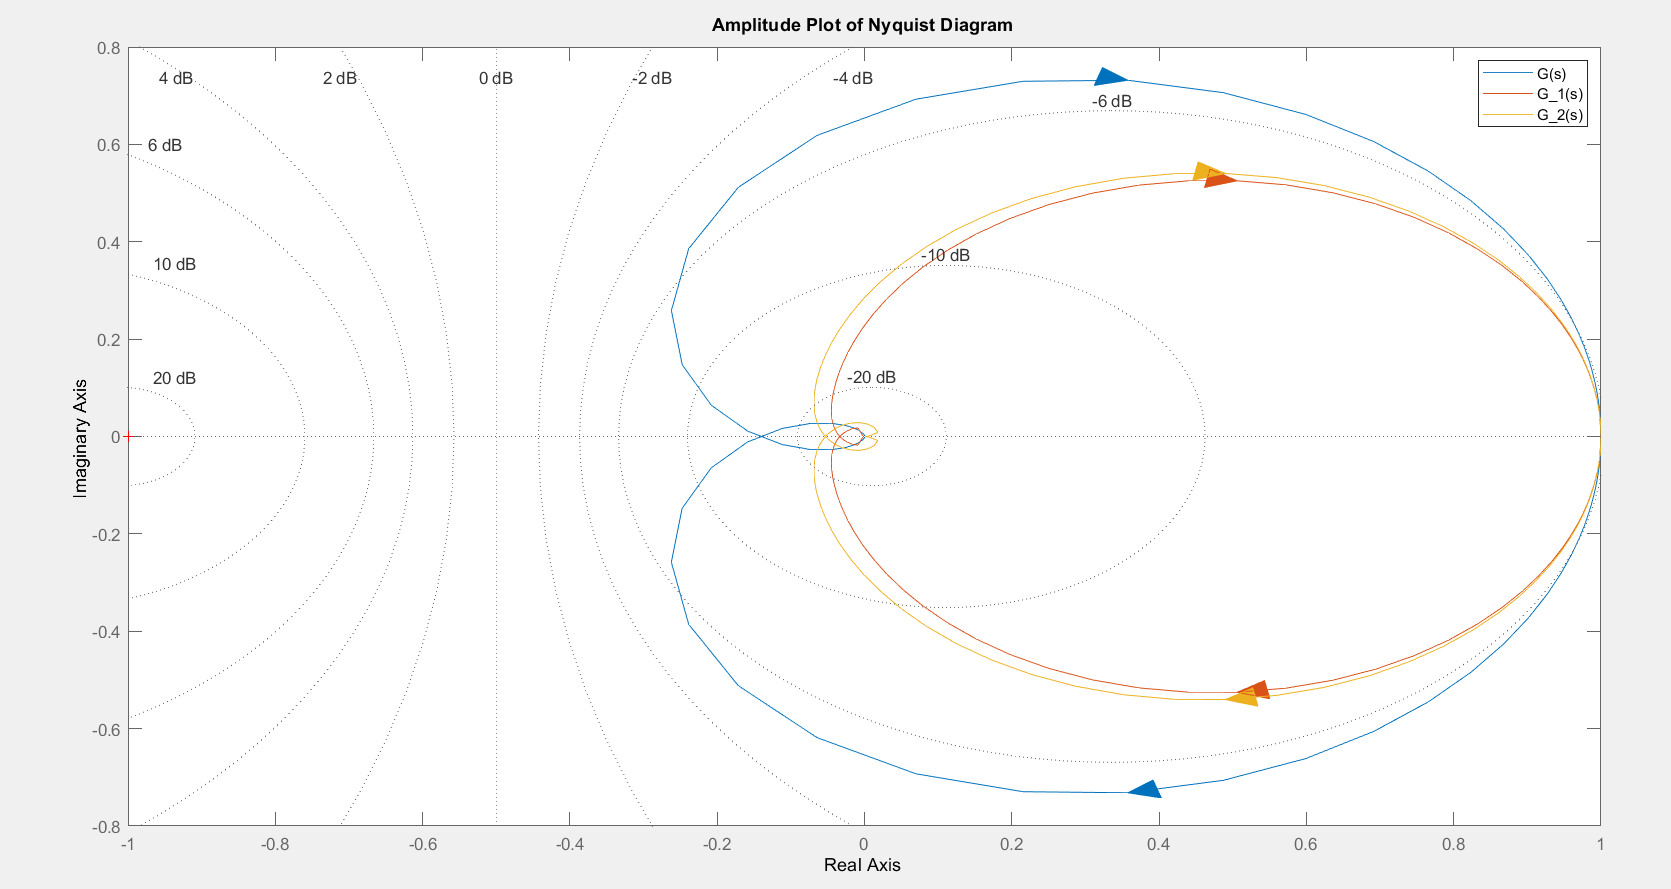 Amplitude Plot of Nyquist Diagram
0.8
4 dB
2 dB
0 dB
-2 dB
-4 dB
G(s)
G_1(s)
G_2(s)
-6 dB
0.6
6 dB
0.4
10 dB
-10 dB
0.2
20 dB
-20 dB
0
-0.2
-0.4
-0.6
-0.8
Imaginary Axis
-1
-0.8
-0.6
-0.4
-0.2
0
0.2
0.4
0.6
0.8
1
Real Axis